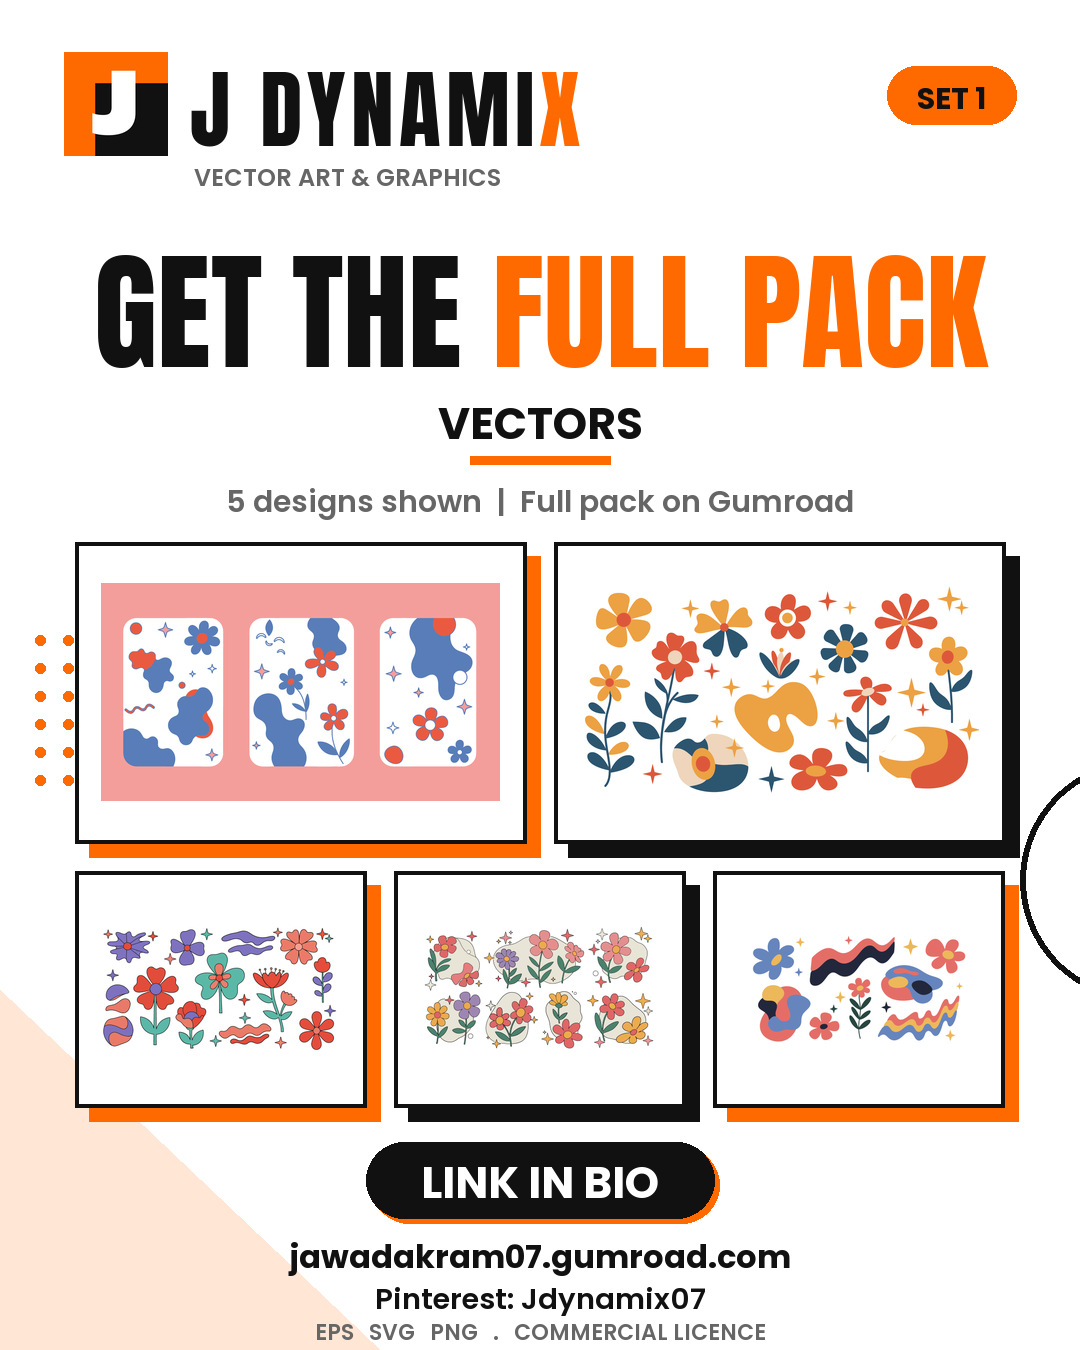 J
J DYNAMIX
SET 1
VECTOR ART & GRAPHICS
GET THE FULL PACK
VECTORS
5 designs shown | Full pack on Gumroad
LINK IN BIO
jawadakram07.gumroad.com
Pinterest: Jdynamix07
EPS SVG PNG . COMMERCIAL LICENCE